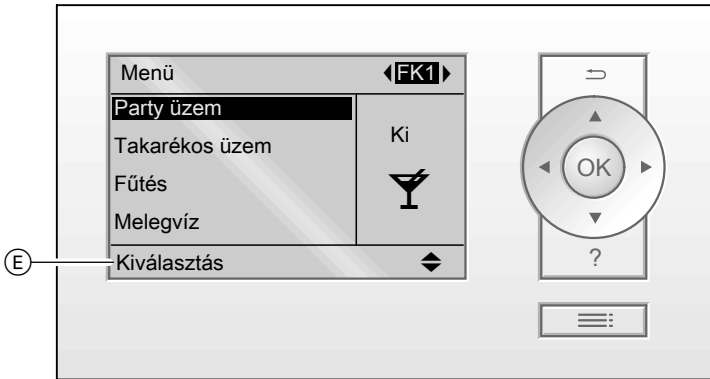 Menü FK1
Party üzem
Ki
Takarékos üzem
Fűtés
Melegvíz
Kiválasztás
OK
?
E